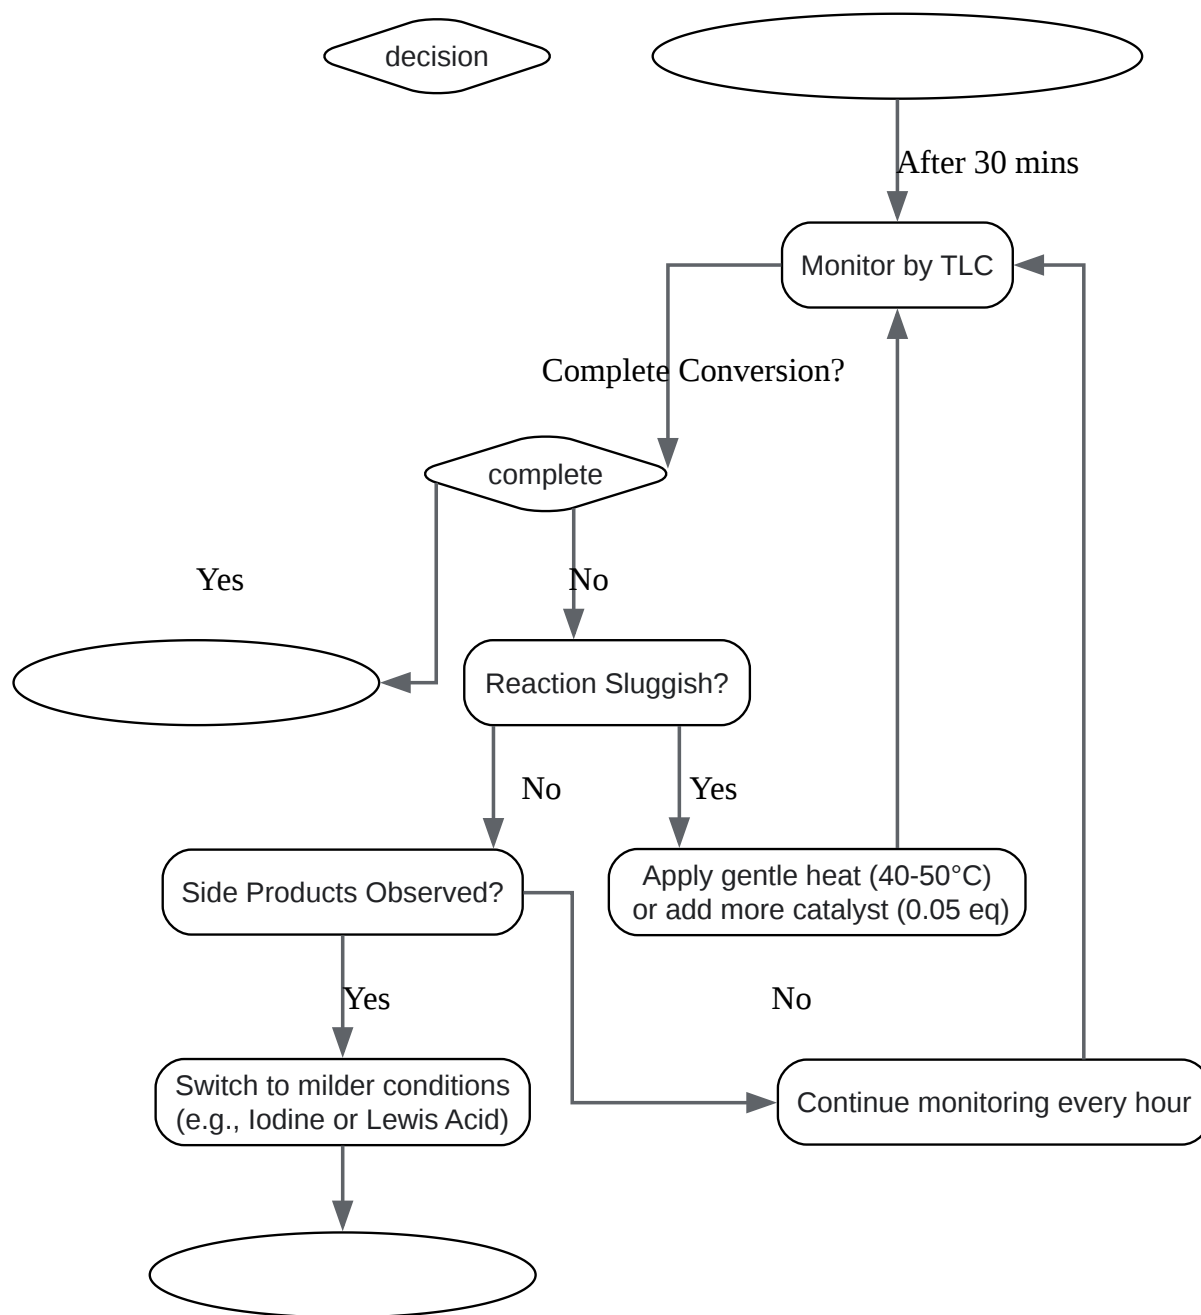 decision
After 30 mins
Monitor by TLC
Complete Conversion?
complete
Yes
No
Reaction Sluggish?
No
Yes
Side Products Observed?
Apply gentle heat (40-50°C)
or add more catalyst (0.05 eq)
Yes
No
Switch to milder conditions
(e.g., Iodine or Lewis Acid)
Continue monitoring every hour